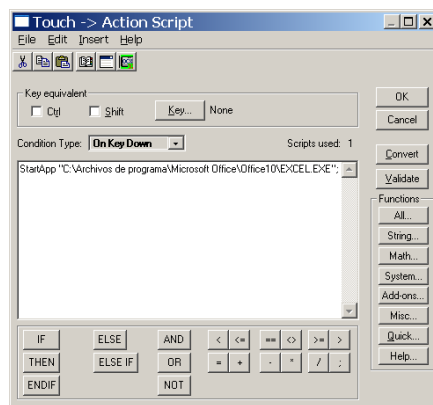 Touch -> Action Script
File Edit Insert Help
Key equivalent
Ctrl Shift Key... None
OK
Cancel
Condition Type: On Key Down Scripts used: 1
Convert
Validate
StartApp "C:\Archivos de programa\Microsoft Office\Office10\EXCEL.EXE";
Functions
All...
String...
Math...
System...
Add-ons...
Misc...
Quick...
Help...
IF ELSE AND < <= == <> >= >
THEN ELSE IF OR = + - * / ;
ENDIF NOT